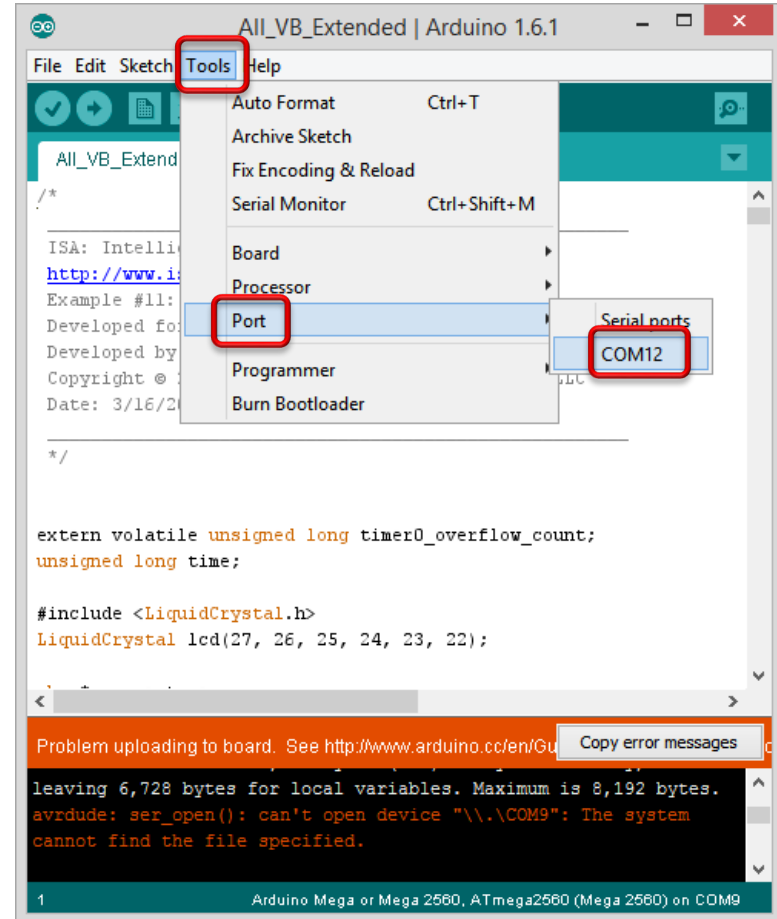 All_VB_Extended | Arduino 1.6.1
File Edit Sketch Tools Help
Auto Format Ctrl+T
Archive Sketch
All_VB_Extend
Fix Encoding & Reload
/*
Serial Monitor Ctrl+Shift+M
ISA: Intelli
Board
http://www.i
Processor
Example #11:
Port
Serial ports
Developed fo
COM12
Developed by
Programmer
Copyright ©
LLC
Burn Bootloader
Date: 3/16/2
*/
extern volatile unsigned long timer0_overflow_count;
unsigned long time;
#include <LiquidCrystal.h>
LiquidCrystal lcd(27, 26, 25, 24, 23, 22);
Problem uploading to board. See http://www.arduino.cc/en/Gu
Copy error messages
leaving 6,728 bytes for local variables. Maximum is 8,192 bytes.
avrdude: ser_open(): can't open device "\\.\COM9": The system
cannot find the file specified.
1 Arduino Mega or Mega 2560, ATmega2560 (Mega 2560) on COM9